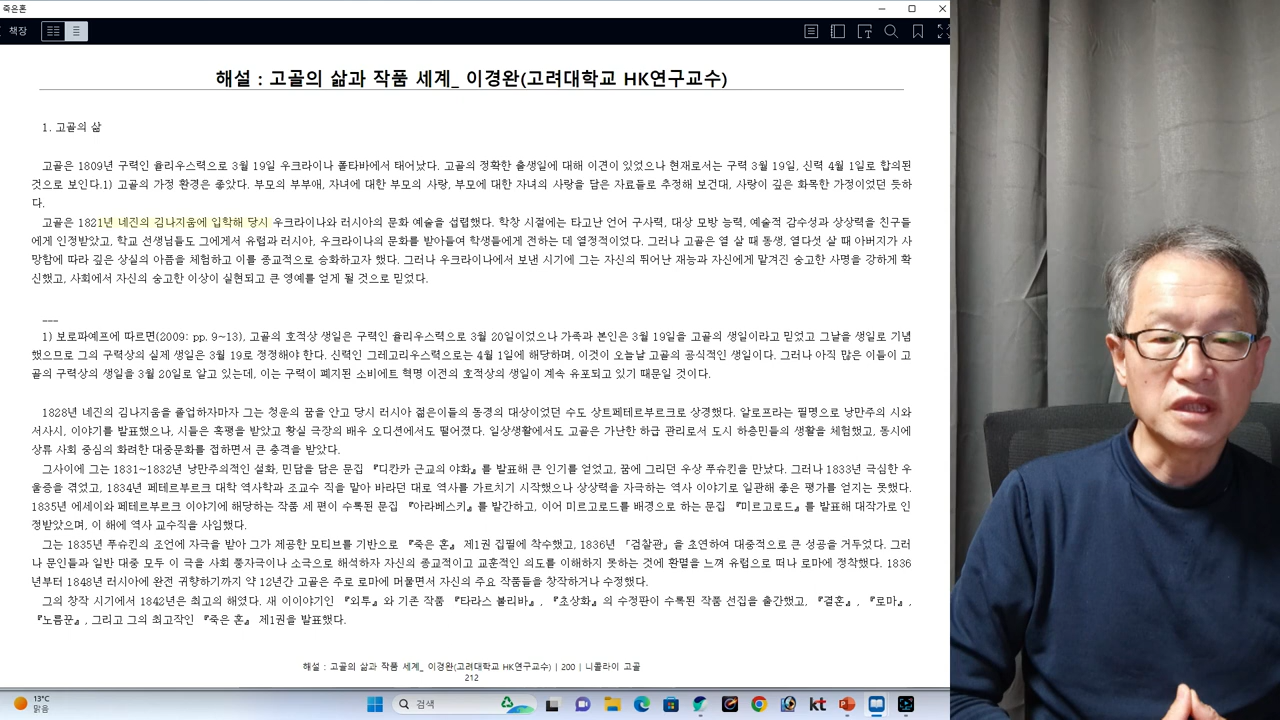 죽은혼
책장
해설 : 고골의 삶과 작품 세계_ 이경완(고려대학교 HK연구교수)
1. 고골의 삶
고골은 1809년 구력인 율리우스력으로 3월 19일 우크라이나 폴타바에서 태어났다. 고골의 정확한 출생일에 대해 이견이 있었으나 현재로서는 구력 3월 19일, 신력 4월 1일로 합의된
것으로 보인다.1) 고골의 가정 환경은 좋았다. 부모의 부부애, 자녀에 대한 부모의 사랑, 부모에 대한 자녀의 사랑을 담은 자료들로 추정해 보건대, 사랑이 깊은 화목한 가정이었던 듯하
다.
고골은 1821년 네진의 김나지움에 입학해 당시 우크라이나와 러시아의 문화 예술을 섭렵했다. 학창 시절에는 타고난 언어 구사력, 대상 모방 능력, 예술적 감수성과 상상력을 친구들
에게 인정받았고, 학교 선생님들도 그에게서 유럽과 러시아, 우크라이나의 문화를 받아들여 학생들에게 전하는 데 열정적이었다. 그러나 고골은 열 살 때 동생, 열다섯 살 때 아버지가 사
망함에 따라 깊은 상실의 아픔을 체험하고 이를 종교적으로 승화하고자 했다. 그러나 우크라이나에서 보낸 시기에 그는 자신의 뛰어난 재능과 자신에게 맡겨진 숭고한 사명을 강하게 확
신했고, 사회에서 자신의 숭고한 이상이 실현되고 큰 영예를 얻게 될 것으로 믿었다.
---
1) 보로파예프에 따르면(2009: pp. 9~13), 고골의 호적상 생일은 구력인 율리우스력으로 3월 20일이었으나 가족과 본인은 3월 19일을 고골의 생일이라고 믿었고 그날을 생일로 기념
했으므로 그의 구력상의 실제 생일은 3월 19로 정정해야 한다. 신력인 그레고리우스력으로는 4월 1일에 해당하며, 이것이 오늘날 고골의 공식적인 생일이다. 그러나 아직 많은 이들이 고
골의 구력상의 생일을 3월 20일로 알고 있는데, 이는 구력이 폐지된 소비에트 혁명 이전의 호적상의 생일이 계속 유포되고 있기 때문일 것이다.
1828년 네진의 김나지움을 졸업하자마자 그는 청운의 꿈을 안고 당시 러시아 젊은이들의 동경의 대상이었던 수도 상트페테르부르크로 상경했다. 알로프라는 필명으로 낭만주의 시와
서사시, 이야기를 발표했으나, 시들은 혹평을 받았고 황실 극장의 배우 오디션에서도 떨어졌다. 일상생활에서도 고골은 가난한 하급 관리로서 도시 하층민들의 생활을 체험했고, 동시에
상류 사회 중심의 화려한 대중문화를 접하면서 큰 충격을 받았다.
그사이에 그는 1831~1832년 낭만주의적인 설화, 민담을 담은 문집 『디칸카 근교의 야화』를 발표해 큰 인기를 얻었고, 꿈에 그리던 우상 푸슈킨을 만났다. 그러나 1833년 극심한 우
울증을 겪었고, 1834년 페테르부르크 대학 역사학과 조교수 직을 맡아 바라던 대로 역사를 가르치기 시작했으나 상상력을 자극하는 역사 이야기로 일관해 좋은 평가를 얻지는 못했다.
1835년 에세이와 페테르부르크 이야기에 해당하는 작품 세 편이 수록된 문집 『아라베스키』를 발간하고, 이어 미르고로드를 배경으로 하는 문집 『미르고로드』를 발표해 대작가로 인
정받았으며, 이 해에 역사 교수직을 사임했다.
그는 1835년 푸슈킨의 조언에 자극을 받아 그가 제공한 모티브를 기반으로 『죽은 혼』 제1권 집필에 착수했고, 1836년 「검찰관」을 초연하여 대중적으로 큰 성공을 거두었다. 그러
나 문인들과 일반 대중 모두 이 극을 사회 풍자극이나 소극으로 해석하자 자신의 종교적이고 교훈적인 의도를 이해하지 못하는 것에 환멸을 느껴 유럽으로 떠나 로마에 정착했다. 1836
년부터 1848년 러시아에 완전 귀향하기까지 약 12년간 고골은 주로 로마에 머물면서 자신의 주요 작품들을 창작하거나 수정했다.
그의 창작 시기에서 1842년은 최고의 해였다. 새 이이야기인 『외투』와 기존 작품 『타라스 불리바』, 『초상화』의 수정판이 수록된 작품 선집을 출간했고, 『결혼』, 『로마』,
『노름꾼』, 그리고 그의 최고작인 『죽은 혼』 제1권을 발표했다.
해설 : 고골의 삶과 작품 세계_ 이경완(고려대학교 HK연구교수) | 200 | 니콜라이 고골
212
13°C
맑음
검색
kt